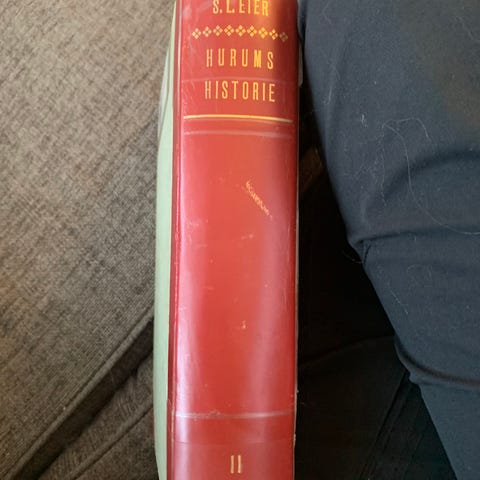 S. L. EIER
HURUMS
HISTORIE
II